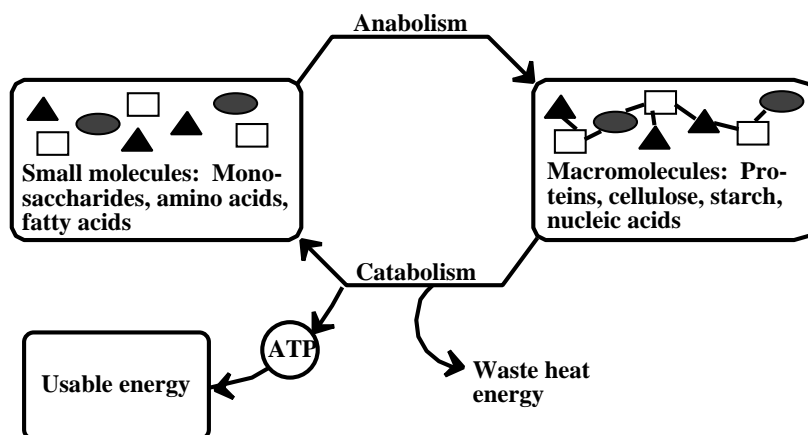 Anabolism
Small molecules: Mono-
saccharides, amino acids,
fatty acids
Macromolecules: Pro-
teins, cellulose, starch,
nucleic acids
Catabolism
ATP
Usable energy
Waste heat
energy